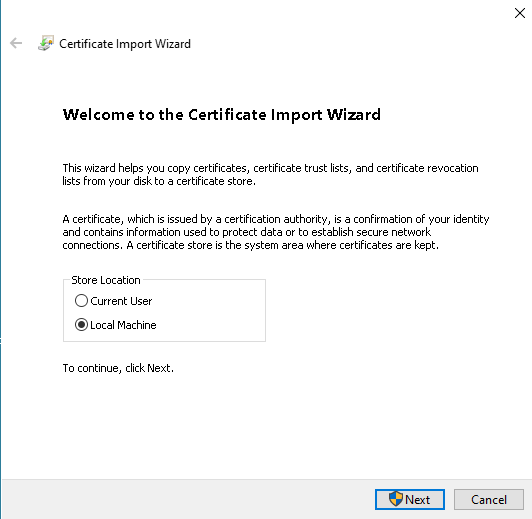 Certificate Import Wizard
Welcome to the Certificate Import Wizard
This wizard helps you copy certificates, certificate trust lists, and certificate revocation
lists from your disk to a certificate store.
A certificate, which is issued by a certification authority, is a confirmation of your identity
and contains information used to protect data or to establish secure network
connections. A certificate store is the system area where certificates are kept.
Store Location
Current User
Local Machine
To continue, click Next.
Next
Cancel